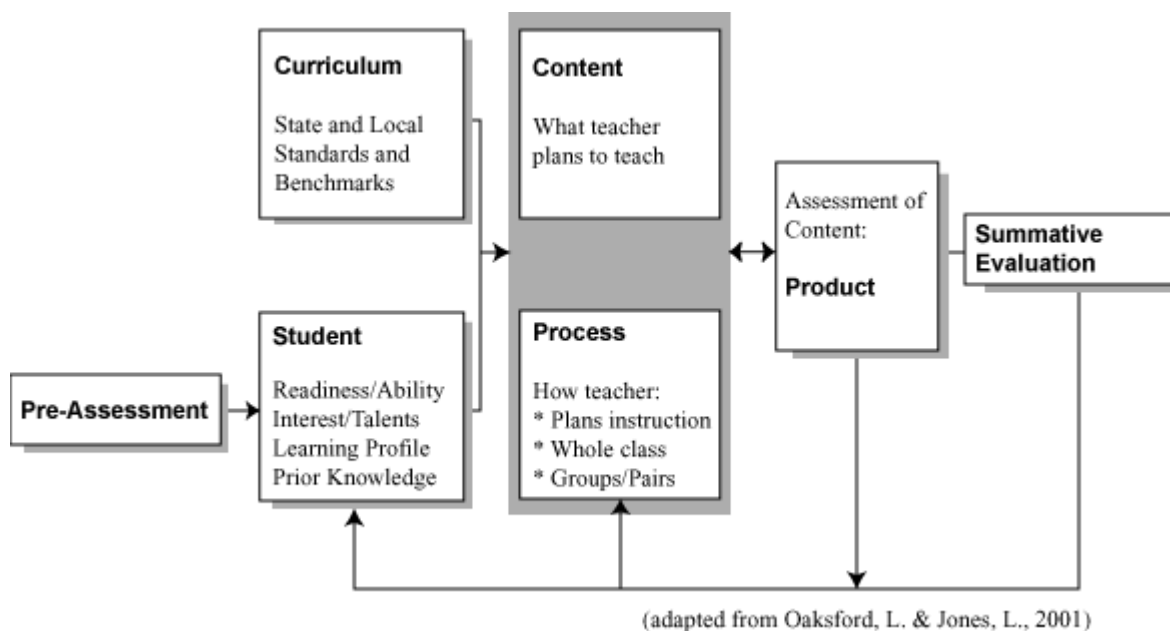 Curriculum
State and Local
Standards and
Benchmarks
Content
What teacher
plans to teach
Assessment of
Content:
Product
Summative
Evaluation
Pre-Assessment
Student
Readiness/Ability
Interest/Talents
Learning Profile
Prior Knowledge
Process
How teacher:
* Plans instruction
* Whole class
* Groups/Pairs
(adapted from Oaksford, L. & Jones, L., 2001)